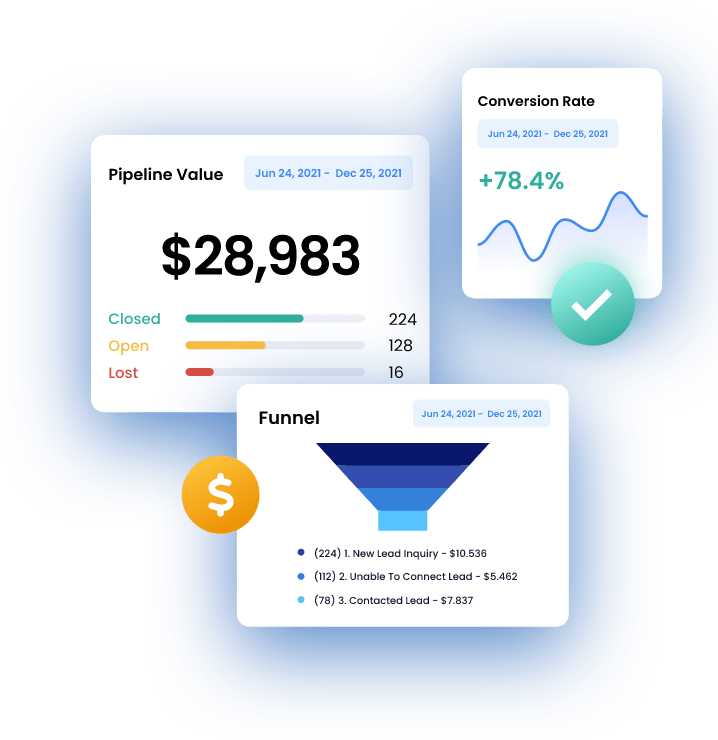 Conversion Rate
Jun 24, 2021 - Dec 25, 2021
+78.4%
Pipeline Value
Jun 24, 2021 - Dec 25, 2021
$28,983
Closed 224
Open 128
Lost 16
Funnel
Jun 24, 2021 - Dec 25, 2021
$
(224) 1. New Lead Inquiry - $10.536
(112) 2. Unable To Connect Lead - $5.462
(78) 3. Contacted Lead - $7.837